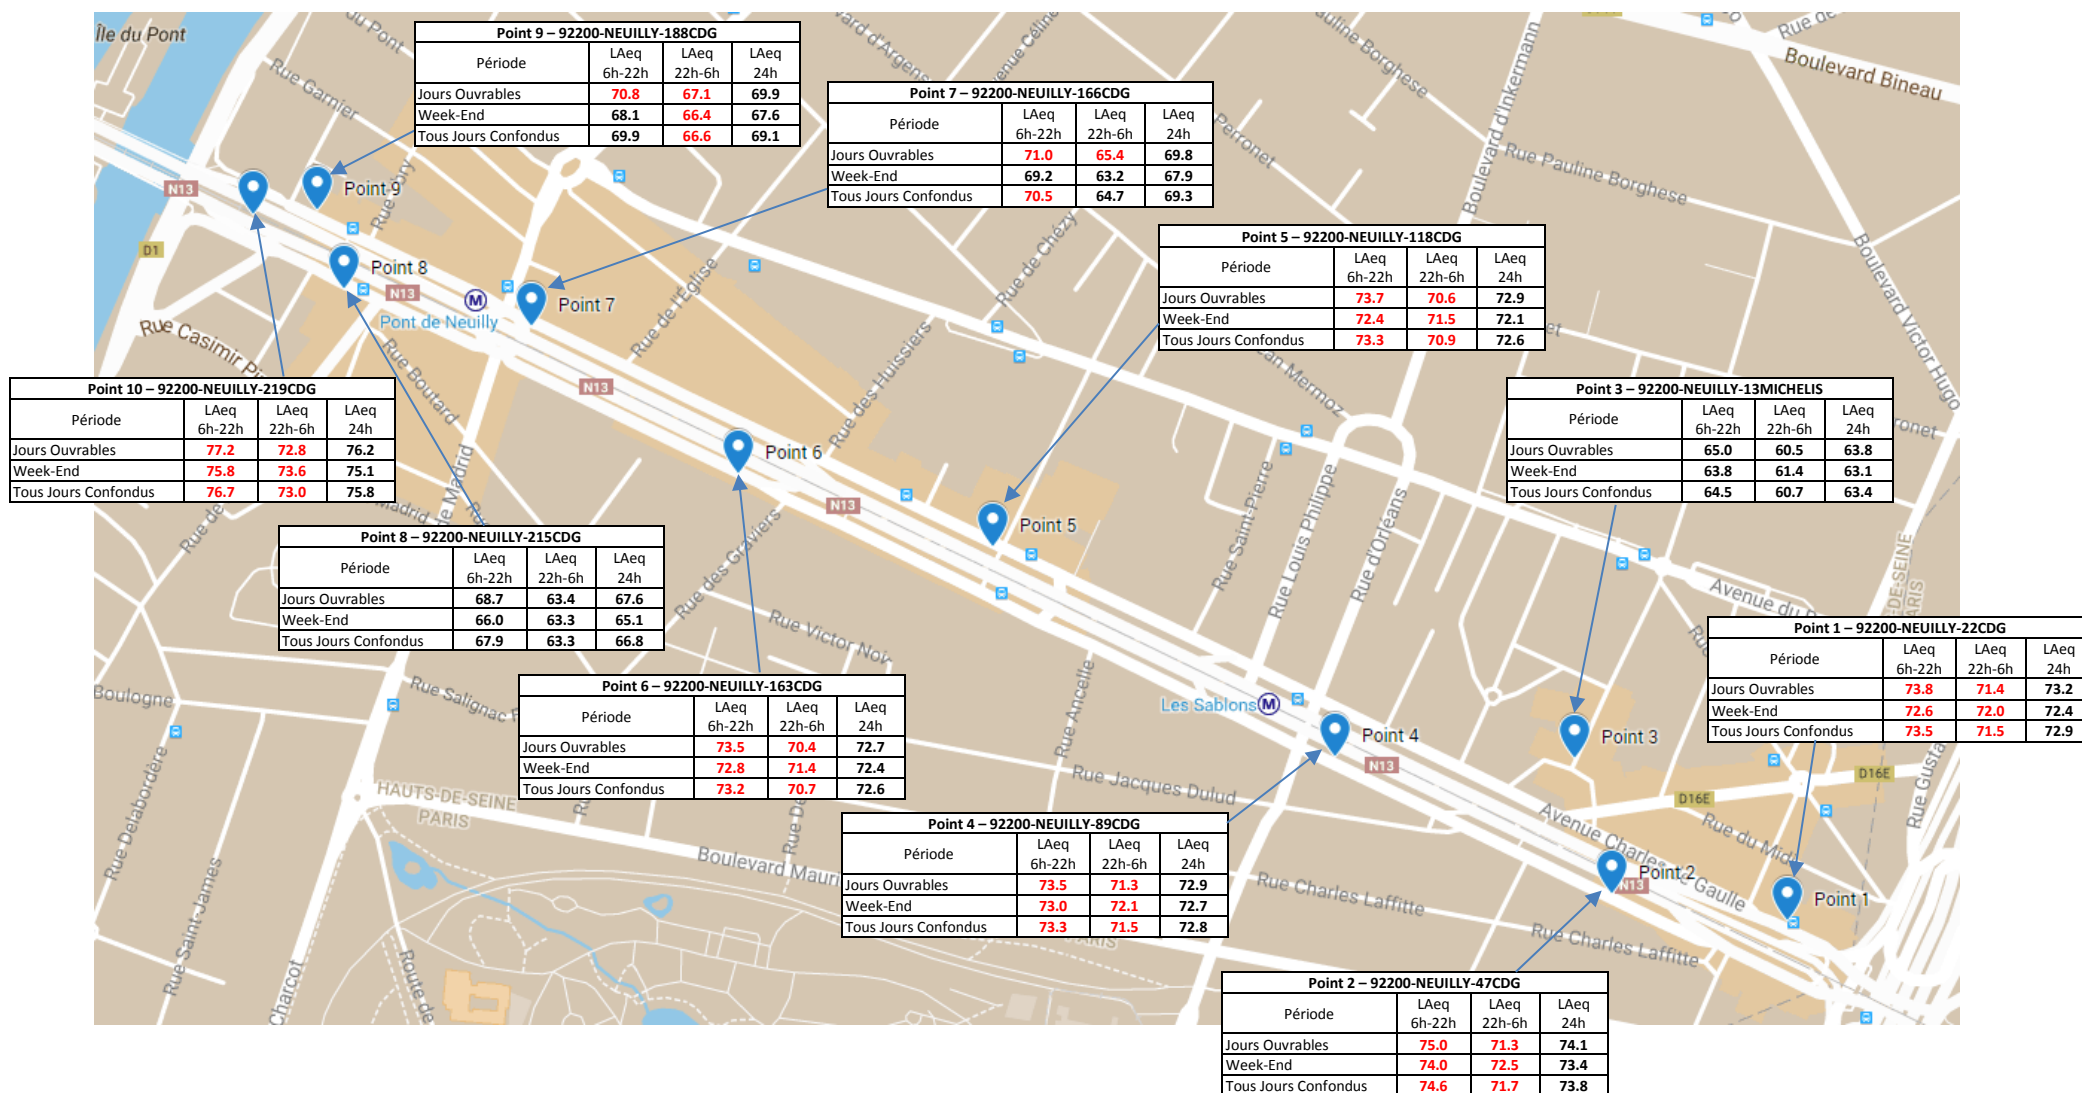 île du Pont
Rue Garnier
Boulevard Bineau
Rue Pauline Borghese
Boulevard d'Inkermann
Perronet
Boulevard Victor Hugo
Point 9 – 92200-NEUILLY-188CDG
Période LAeq 6h-22h LAeq 22h-6h LAeq 24h
Jours Ouvrables 70.8 67.1 69.9
Week-End 68.1 66.4 67.6
Tous Jours Confondus 69.9 66.6 69.1
Point 7 – 92200-NEUILLY-166CDG
Période LAeq 6h-22h LAeq 22h-6h LAeq 24h
Jours Ouvrables 71.0 65.4 69.8
Week-End 69.2 63.2 67.9
Tous Jours Confondus 70.5 64.7 69.3
N13
Point 9
D1
Point 8
N13
Point 7
Pont de Neuilly
Rue de l'Église
Rue de Chézy
Rue des Huissiers
Point 5 – 92200-NEUILLY-118CDG
Période LAeq 6h-22h LAeq 22h-6h LAeq 24h
Jours Ouvrables 73.7 70.6 72.9
Week-End 72.4 71.5 72.1
Tous Jours Confondus 73.3 70.9 72.6
Rue Boutard
N13
Point 10 – 92200-NEUILLY-219CDG
Période LAeq 6h-22h LAeq 22h-6h LAeq 24h
Jours Ouvrables 77.2 72.8 76.2
Week-End 75.8 73.6 75.1
Tous Jours Confondus 76.7 73.0 75.8
Point 3 – 92200-NEUILLY-13MICHELIS
Période LAeq 6h-22h LAeq 22h-6h LAeq 24h
Jours Ouvrables 65.0 60.5 63.8
Week-End 63.8 61.4 63.1
Tous Jours Confondus 64.5 60.7 63.4
Point 6
N13
Point 5
Rue Saint-Pierre
Rue Louis Philippe
Rue d'Orléans
Rue des Graviers
Point 8 – 92200-NEUILLY-215CDG
Période LAeq 6h-22h LAeq 22h-6h LAeq 24h
Jours Ouvrables 68.7 63.4 67.6
Week-End 66.0 63.3 65.1
Tous Jours Confondus 67.9 63.3 66.8
Rue Victor Noir
Rue Ancelle
Boulogne
Rue Salignac
Point 1 – 92200-NEUILLY-22CDG
Période LAeq 6h-22h LAeq 22h-6h LAeq 24h
Jours Ouvrables 73.8 71.4 73.2
Week-End 72.6 72.0 72.4
Tous Jours Confondus 73.5 71.5 72.9
Point 6 – 92200-NEUILLY-163CDG
Période LAeq 6h-22h LAeq 22h-6h LAeq 24h
Jours Ouvrables 73.5 70.4 72.7
Week-End 72.8 71.4 72.4
Tous Jours Confondus 73.2 70.7 72.6
Les Sablons
Point 4
N13
Point 3
D16E
D16E
Rue Jacques Dulud
HAUTS-DE-SEINE
PARIS
Rue Delabordère
Rue Saint-James
Avenue Charles de Gaulle
Rue du Midi
Point 4 – 92200-NEUILLY-89CDG
Période LAeq 6h-22h LAeq 22h-6h LAeq 24h
Jours Ouvrables 73.5 71.3 72.9
Week-End 73.0 72.1 72.7
Tous Jours Confondus 73.3 71.5 72.8
Point 2
N13
Point 1
Rue Charles Laffitte
Rue Charles Laffitte
Charcot
Route de
Point 2 – 92200-NEUILLY-47CDG
Période LAeq 6h-22h LAeq 22h-6h LAeq 24h
Jours Ouvrables 75.0 71.3 74.1
Week-End 74.0 72.5 73.4
Tous Jours Confondus 74.6 71.7 73.8